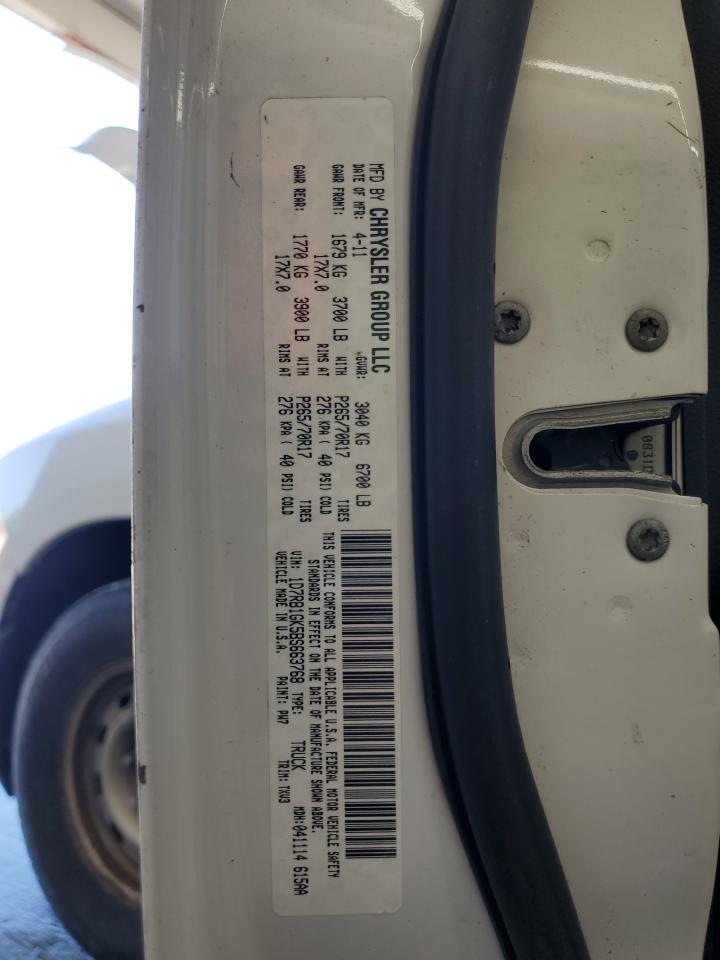 MFD BY CHRYSLER GROUP LLC
DATE OF MFR: 4-11 GVWR: 3040 KG 6700 LB
GAWR FRONT: 1679 KG 3700 LB WITH P265/70R17 TIRES
17X7.0 RIMS AT 276 KPA ( 40 PSI) COLD
GAWR REAR: 1770 KG 3900 LB WITH P265/70R17 TIRES
17X7.0 RIMS AT 276 KPA ( 40 PSI) COLD
THIS VEHICLE CONFORMS TO ALL APPLICABLE U.S.A. FEDERAL MOTOR VEHICLE SAFETY
STANDARDS IN EFFECT ON THE DATE OF MANUFACTURE SHOWN ABOVE.
VIN: 1D7RB1GK5BS663768 TYPE: TRUCK MDH:041114 615AA
VEHICLE MADE IN U.S.A. PAINT: PW7 TRIM: TXV3